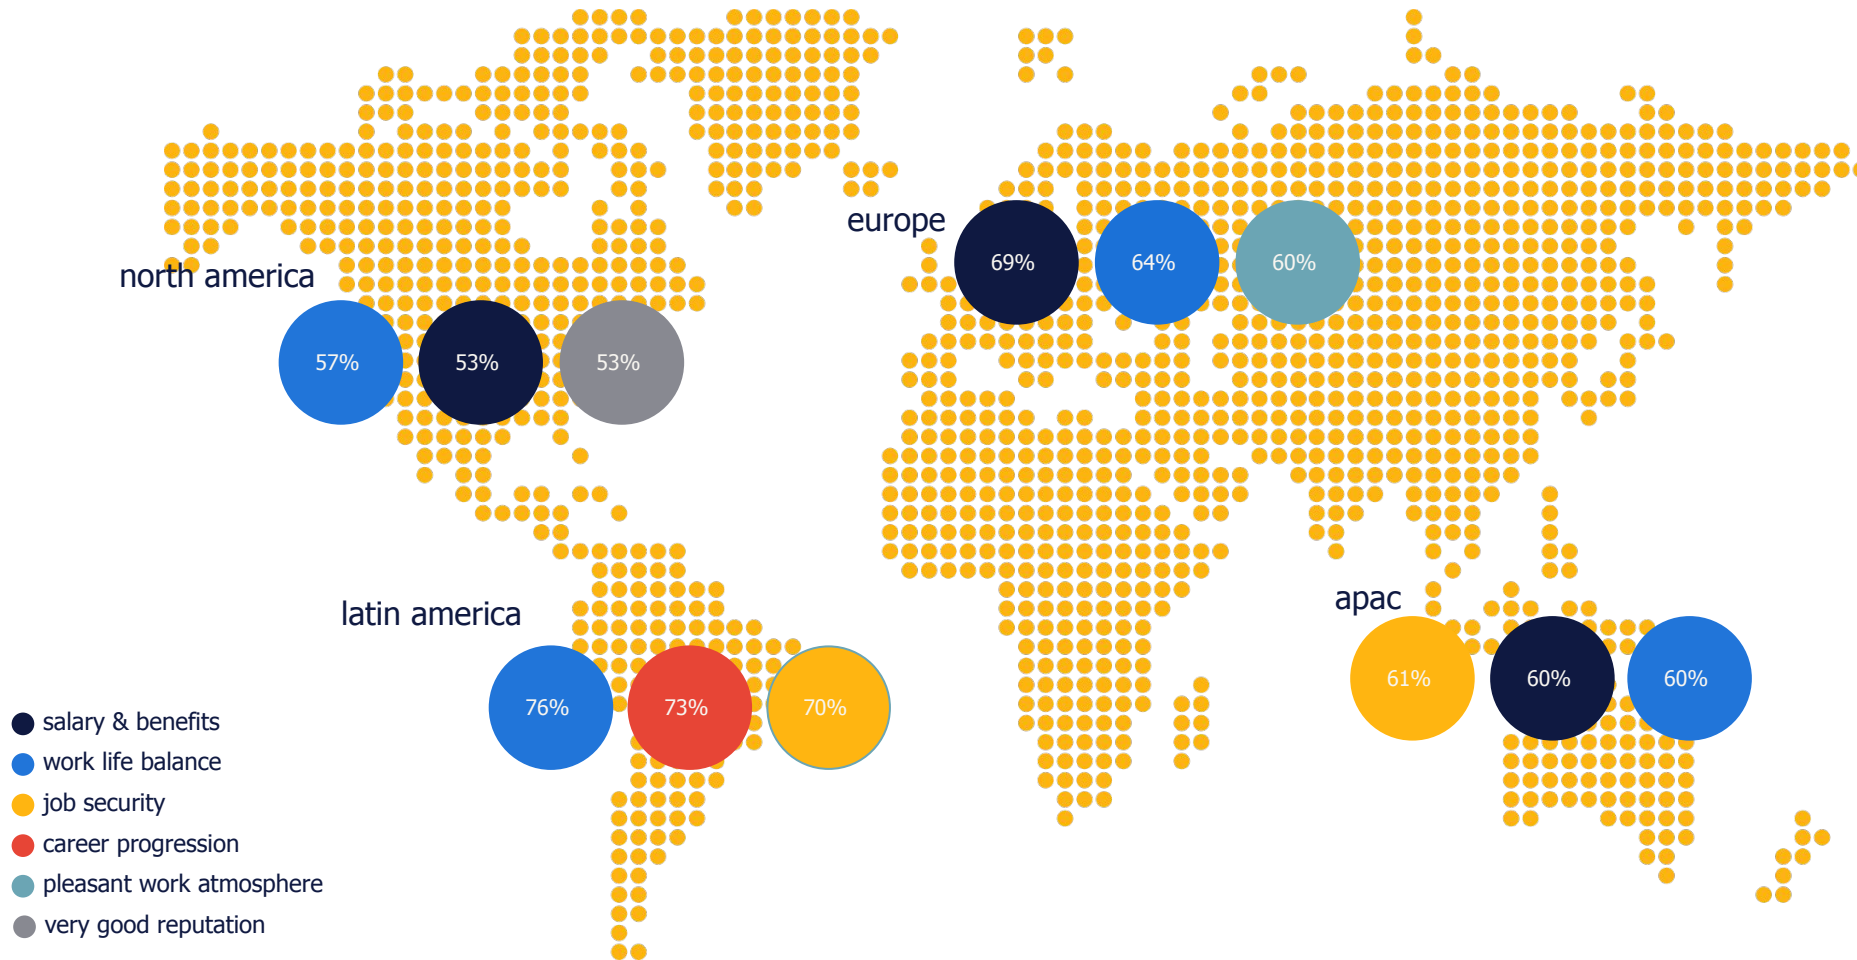 europe
69%
64%
60%
north america
57%
53%
53%
latin america
76%
73%
70%
apac
61%
60%
60%
salary & benefits
work life balance
job security
career progression
pleasant work atmosphere
very good reputation